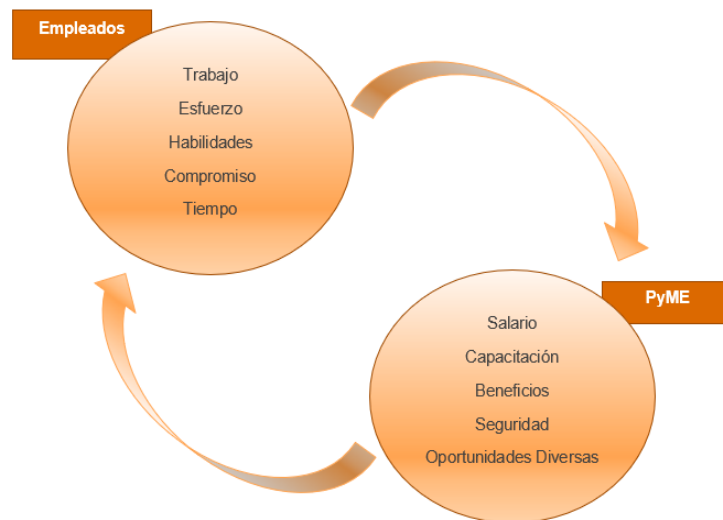 Empleados
Trabajo
Esfuerzo
Habilidades
Compromiso
Tiempo
PyME
Salario
Capacitación
Beneficios
Seguridad
Oportunidades Diversas